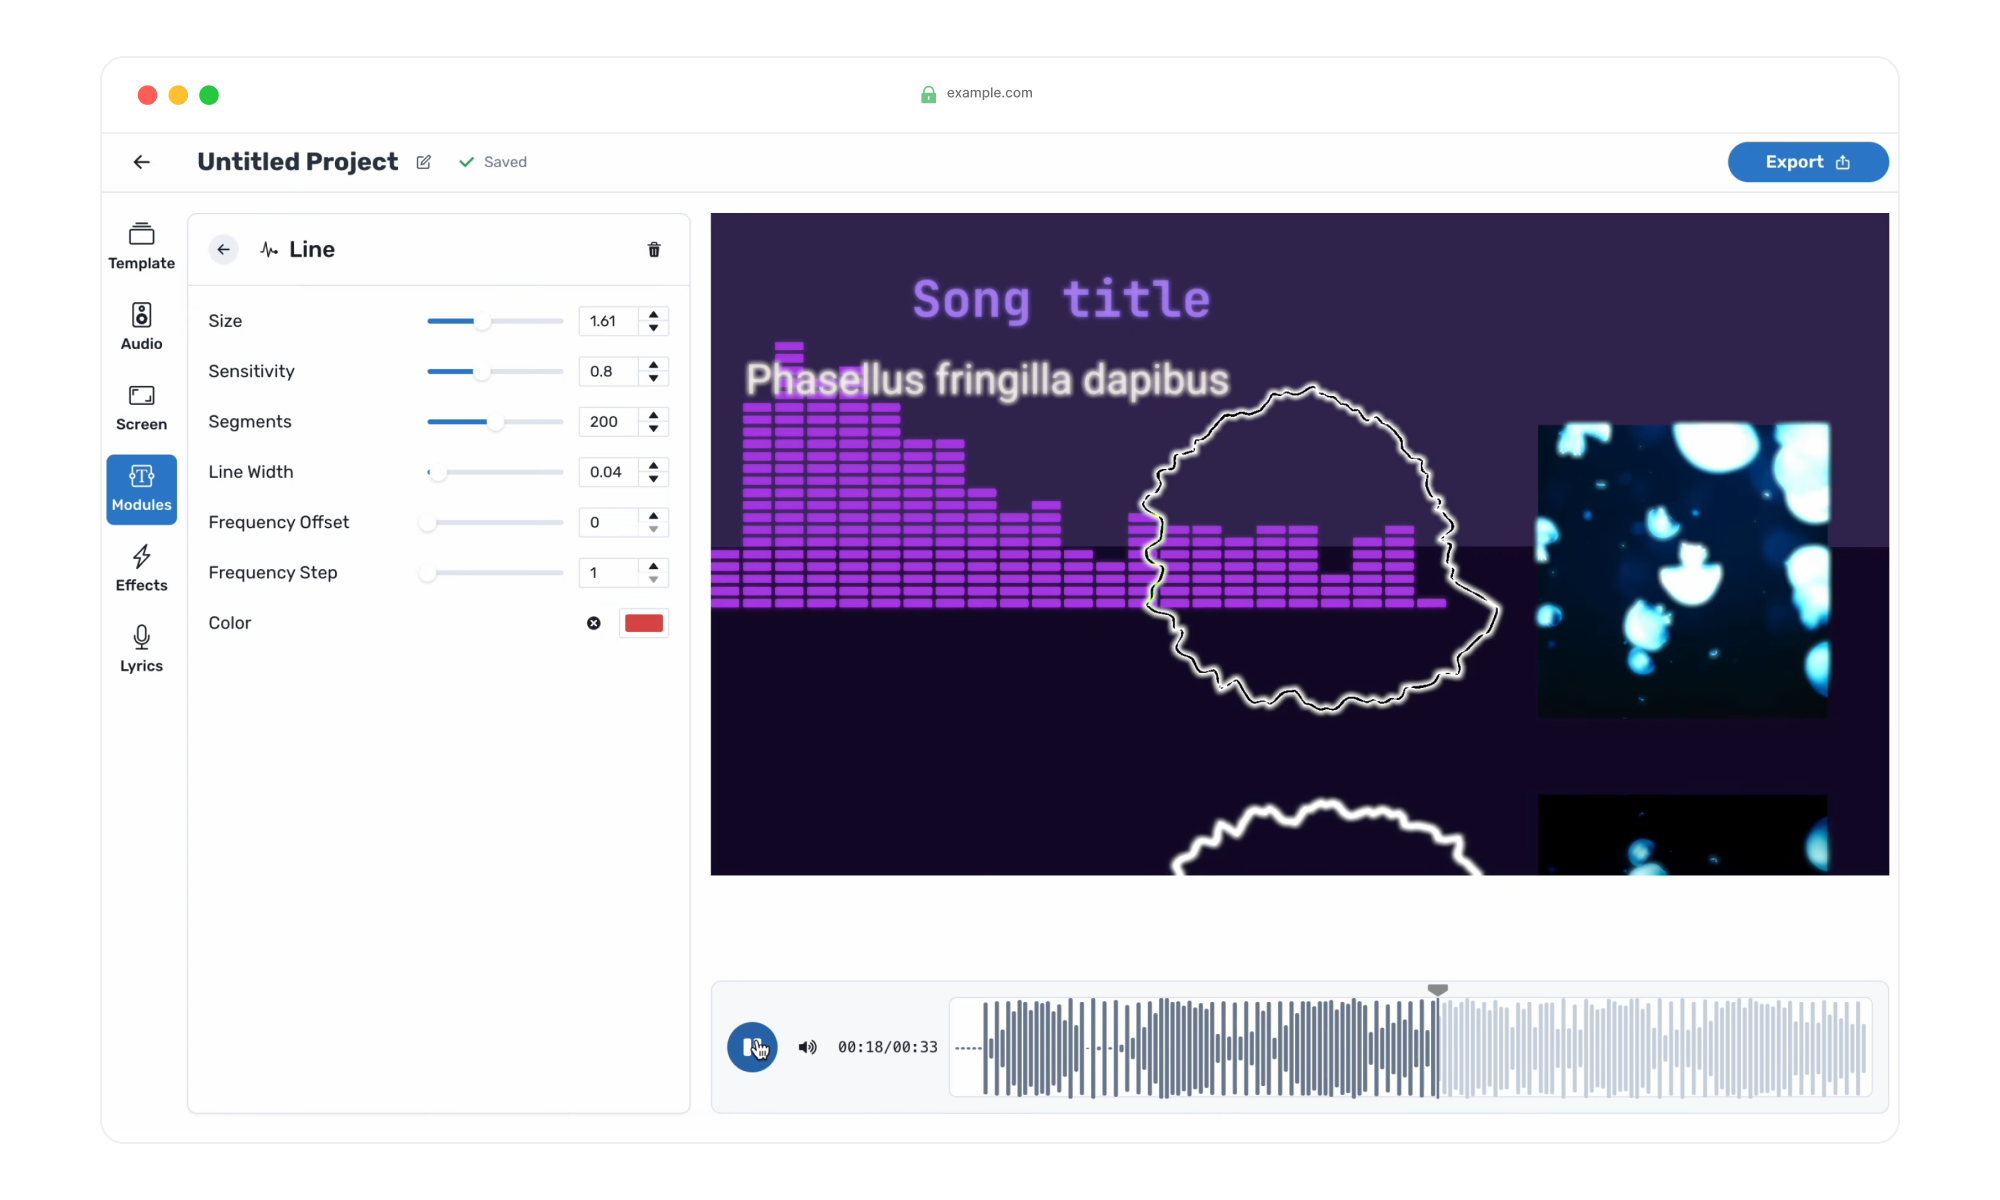 example.com
Untitled Project
Saved
Export
Template
Audio
Screen
Modules
Effects
Lyrics
Line
Size 1.61
Sensitivity 0.8
Segments 200
Line Width 0.04
Frequency Offset 0
Frequency Step 1
Color
Song title
Phasellus fringilla dapibus
00:18/00:33